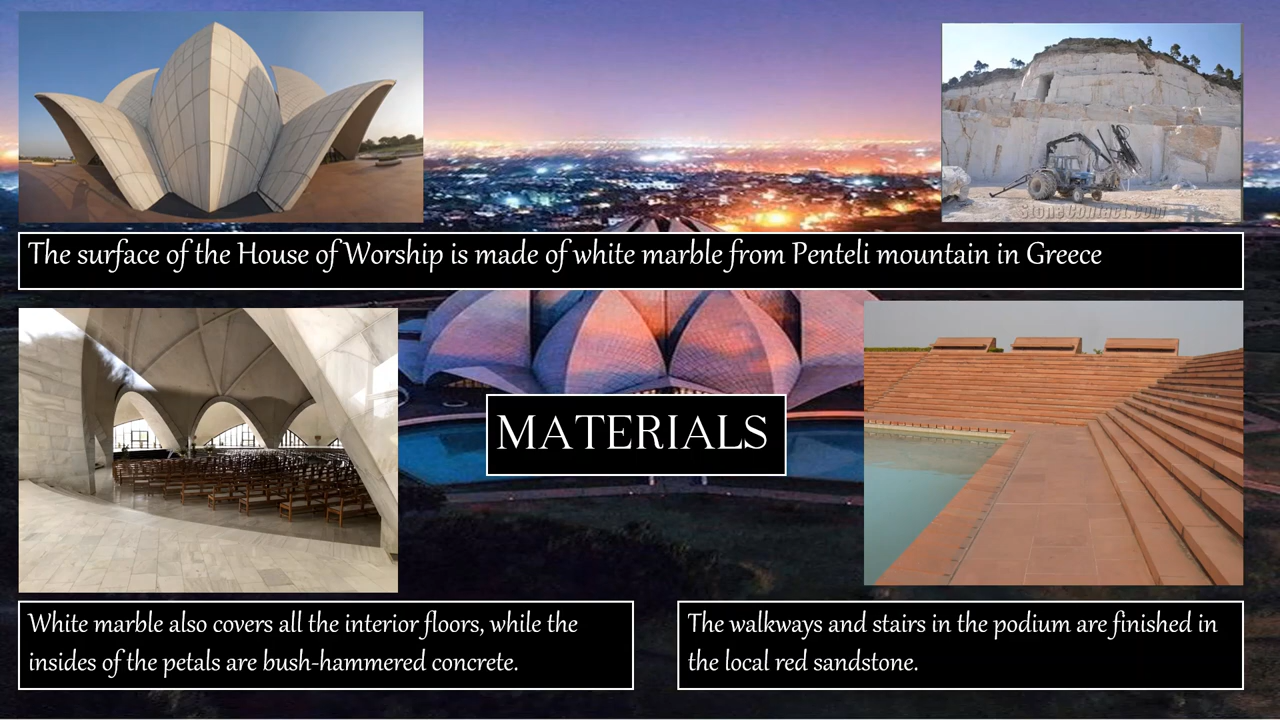 StoneContact.com
The surface of the House of Worship is made of white marble from Penteli mountain in Greece
MATERIALS
White marble also covers all the interior floors, while the
insides of the petals are bush-hammered concrete.
The walkways and stairs in the podium are finished in
the local red sandstone.